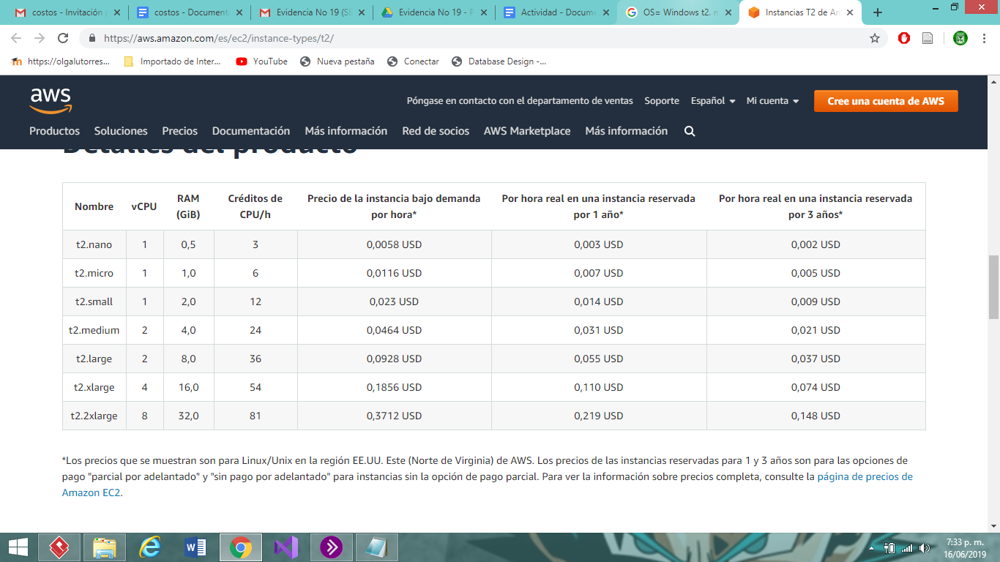 costos - Invitación
costos - Document
Evidencia No 19 (SE
Evidencia No 19 - P
Actividad - Docume
OS= Windows t2. m
Instancias T2 de Am
https://aws.amazon.com/es/ec2/instance-types/t2/
https://olgalutorres...
Importado de Inter...
YouTube
Nueva pestaña
Conectar
Database Design -...
aws
Póngase en contacto con el departamento de ventas
Soporte
Español
Mi cuenta
Cree una cuenta de AWS
Productos
Soluciones
Precios
Documentación
Más información
Red de socios
AWS Marketplace
Más información
Detalles del producto
Nombre vCPU RAM (GiB) Créditos de CPU/h Precio de la instancia bajo demanda por hora* Por hora real en una instancia reservada por 1 año* Por hora real en una instancia reservada por 3 años*
t2.nano 1 0,5 3 0,0058 USD 0,003 USD 0,002 USD
t2.micro 1 1,0 6 0,0116 USD 0,007 USD 0,005 USD
t2.small 1 2,0 12 0,023 USD 0,014 USD 0,009 USD
t2.medium 2 4,0 24 0,0464 USD 0,031 USD 0,021 USD
t2.large 2 8,0 36 0,0928 USD 0,055 USD 0,037 USD
t2.xlarge 4 16,0 54 0,1856 USD 0,110 USD 0,074 USD
t2.2xlarge 8 32,0 81 0,3712 USD 0,219 USD 0,148 USD
*Los precios que se muestran son para Linux/Unix en la región EE.UU. Este (Norte de Virginia) de AWS. Los precios de las instancias reservadas para 1 y 3 años son para las opciones de
pago "parcial por adelantado" y "sin pago por adelantado" para instancias sin la opción de pago parcial. Para ver la información sobre precios completa, consulte la página de precios de
Amazon EC2.
7:33 p. m.
16/06/2019